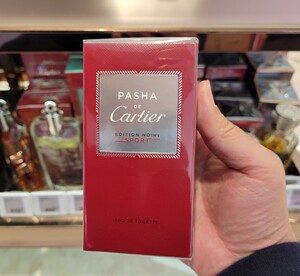 PASHA
DE
Cartier
EDITION NOIRE
SPORT
EAU DE TOILETTE